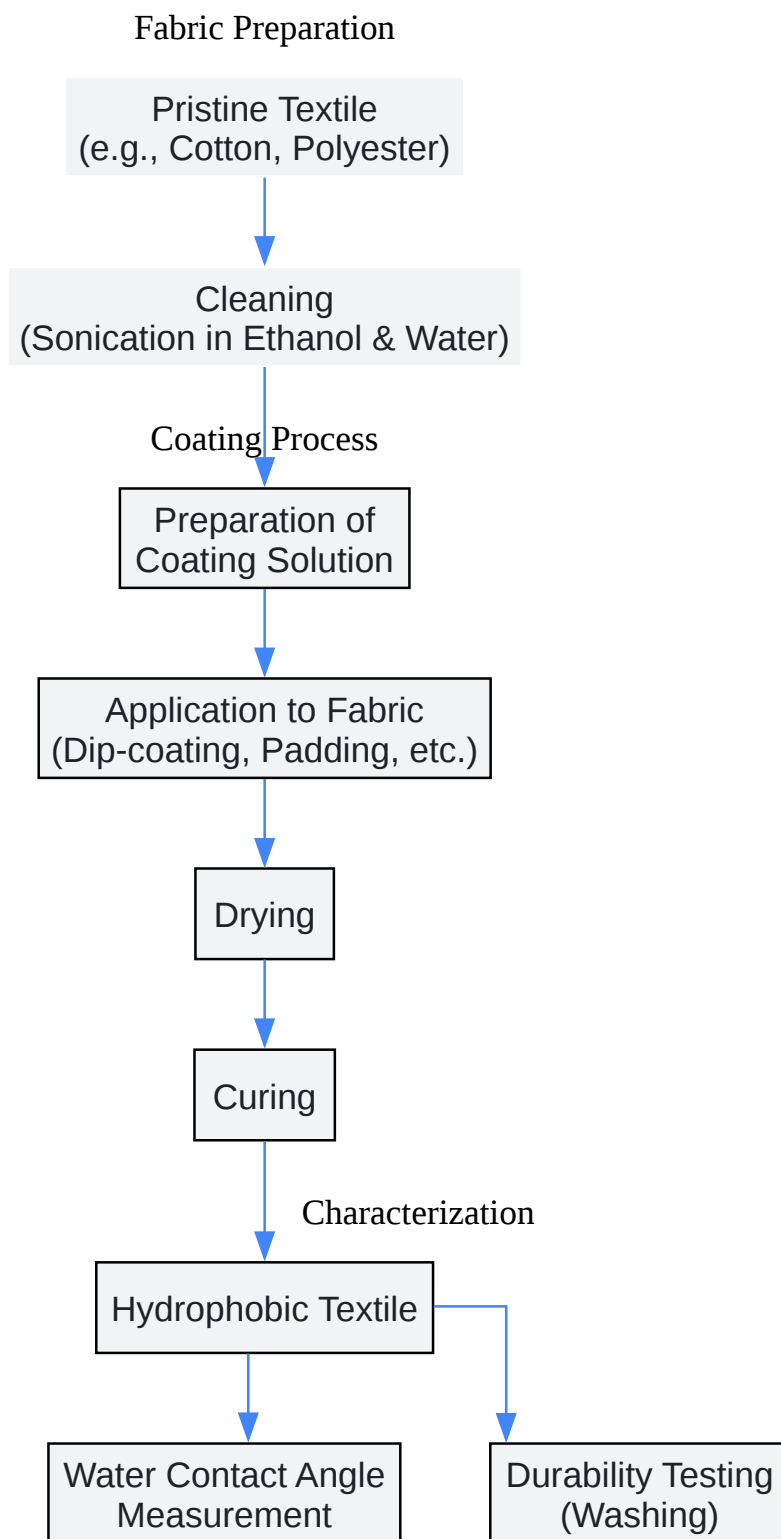 Fabric Preparation
Pristine Textile
(e.g., Cotton, Polyester)
Cleaning
(Sonication in Ethanol & Water)
Coating Process
Preparation of
Coating Solution
Application to Fabric
(Dip-coating, Padding, etc.)
Drying
Curing
Characterization
Hydrophobic Textile
Water Contact Angle
Measurement
Durability Testing
(Washing)